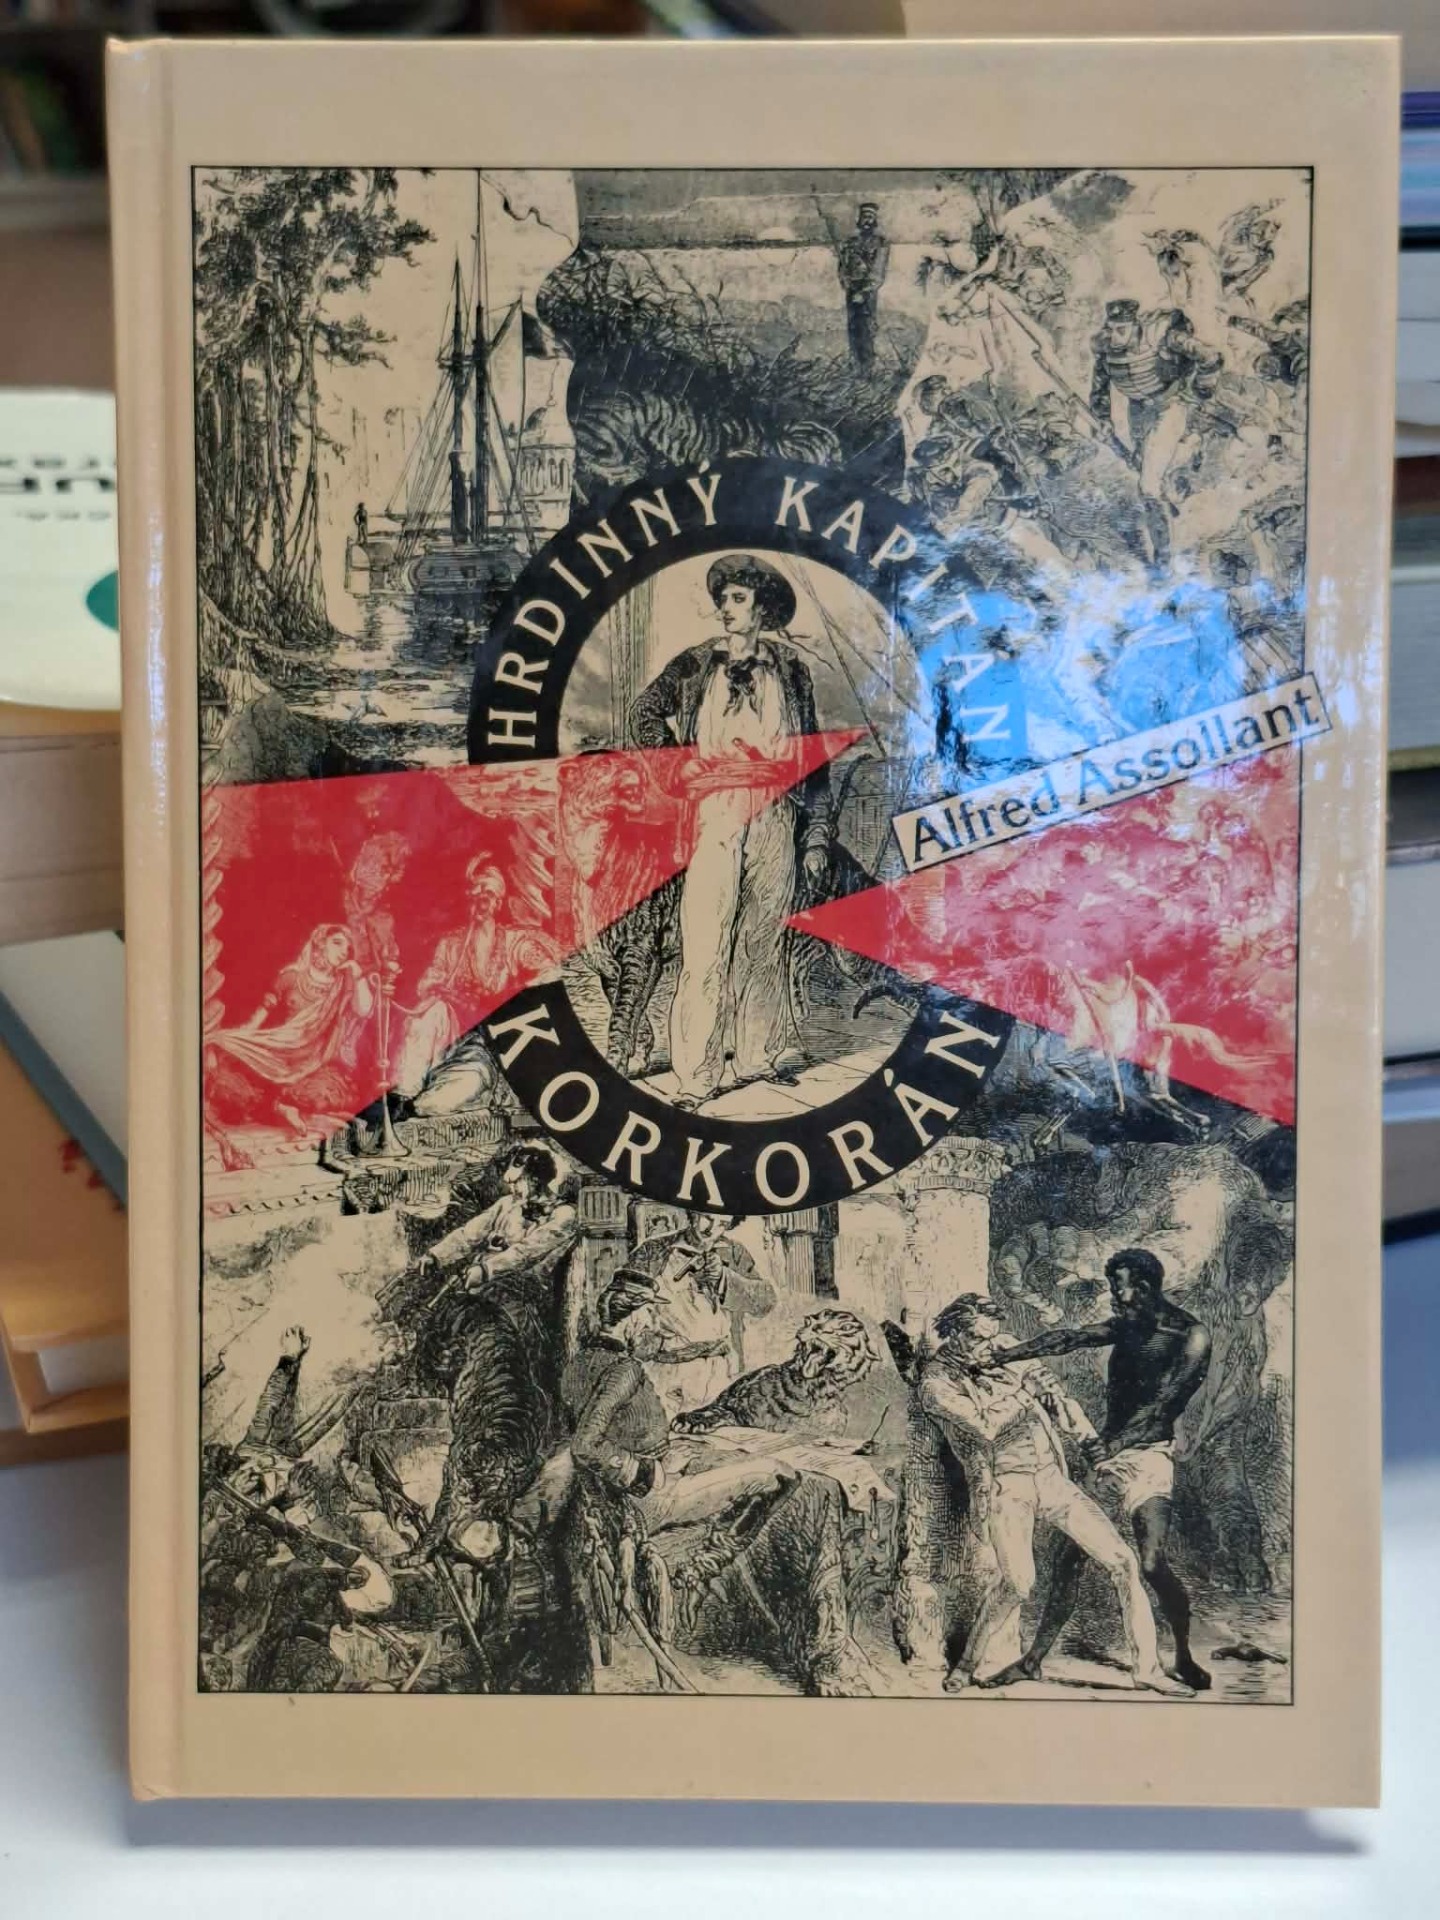 HRDINNÝ KAPITÁN
Alfred Assollant
KORKORÁN